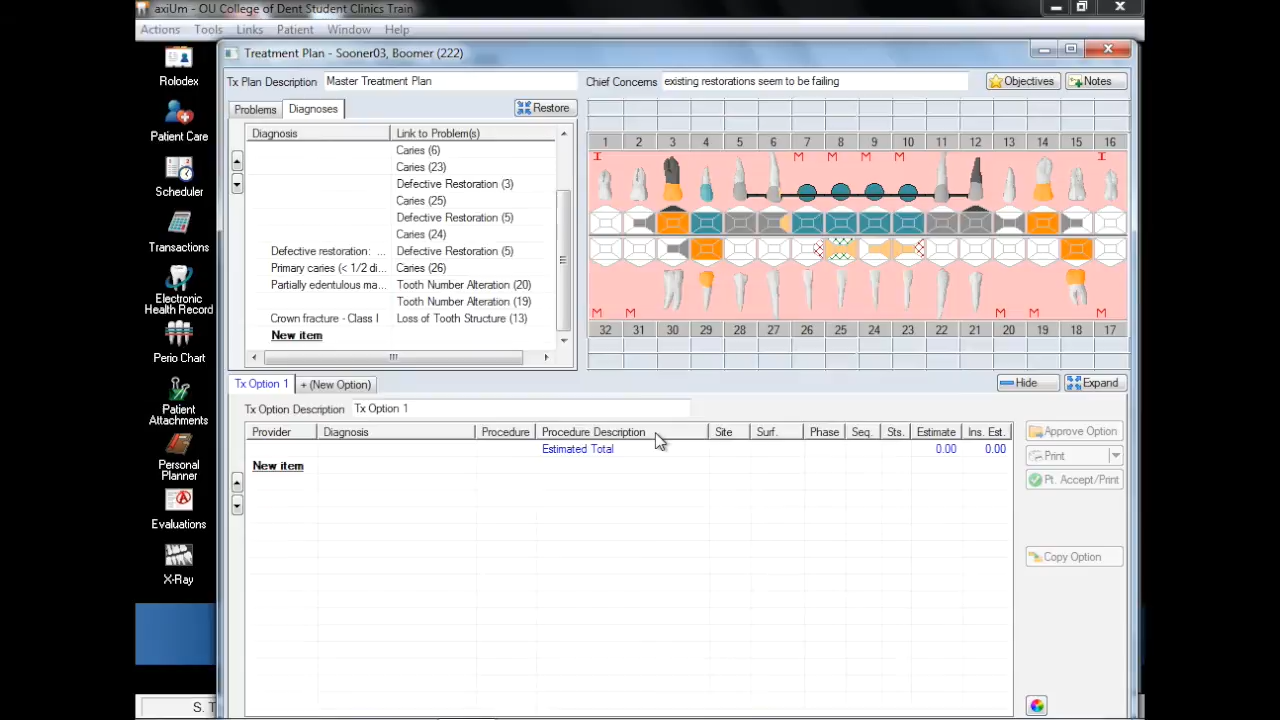 axiUm - OU College of Dent Student Clinics Train
Actions Tools Links Patient Window Help
Rolodex
Patient Care
Scheduler
Transactions
Electronic
Health Record
Perio Chart
Patient
Attachments
Personal
Planner
Evaluations
X-Ray
S. T
Treatment Plan - Sooner03, Boomer (222)
Tx Plan Description Master Treatment Plan
Chief Concerns existing restorations seem to be failing
Objectives Notes
Problems Diagnoses Restore
Diagnosis Link to Problem(s)
Caries (6)
Caries (23)
Defective Restoration (3)
Caries (25)
Defective Restoration (5)
Caries (24)
Defective restoration: ... Defective Restoration (5)
Primary caries (< 1/2 di... Caries (26)
Partially edentulous ma... Tooth Number Alteration (20)
Tooth Number Alteration (19)
Crown fracture - Class I Loss of Tooth Structure (13)
New item
1 2 3 4 5 6 7 8 9 10 11 12 13 14 15 16
I M M M M I
M M M M M
32 31 30 29 28 27 26 25 24 23 22 21 20 19 18 17
Tx Option 1 + (New Option) Hide Expand
Tx Option Description Tx Option 1
Provider Diagnosis Procedure Procedure Description Site Surf. Phase Seq. Sts. Estimate Ins. Est.
Estimated Total 0.00 0.00
New item
Approve Option
Print
Pt. Accept/Print
Copy Option